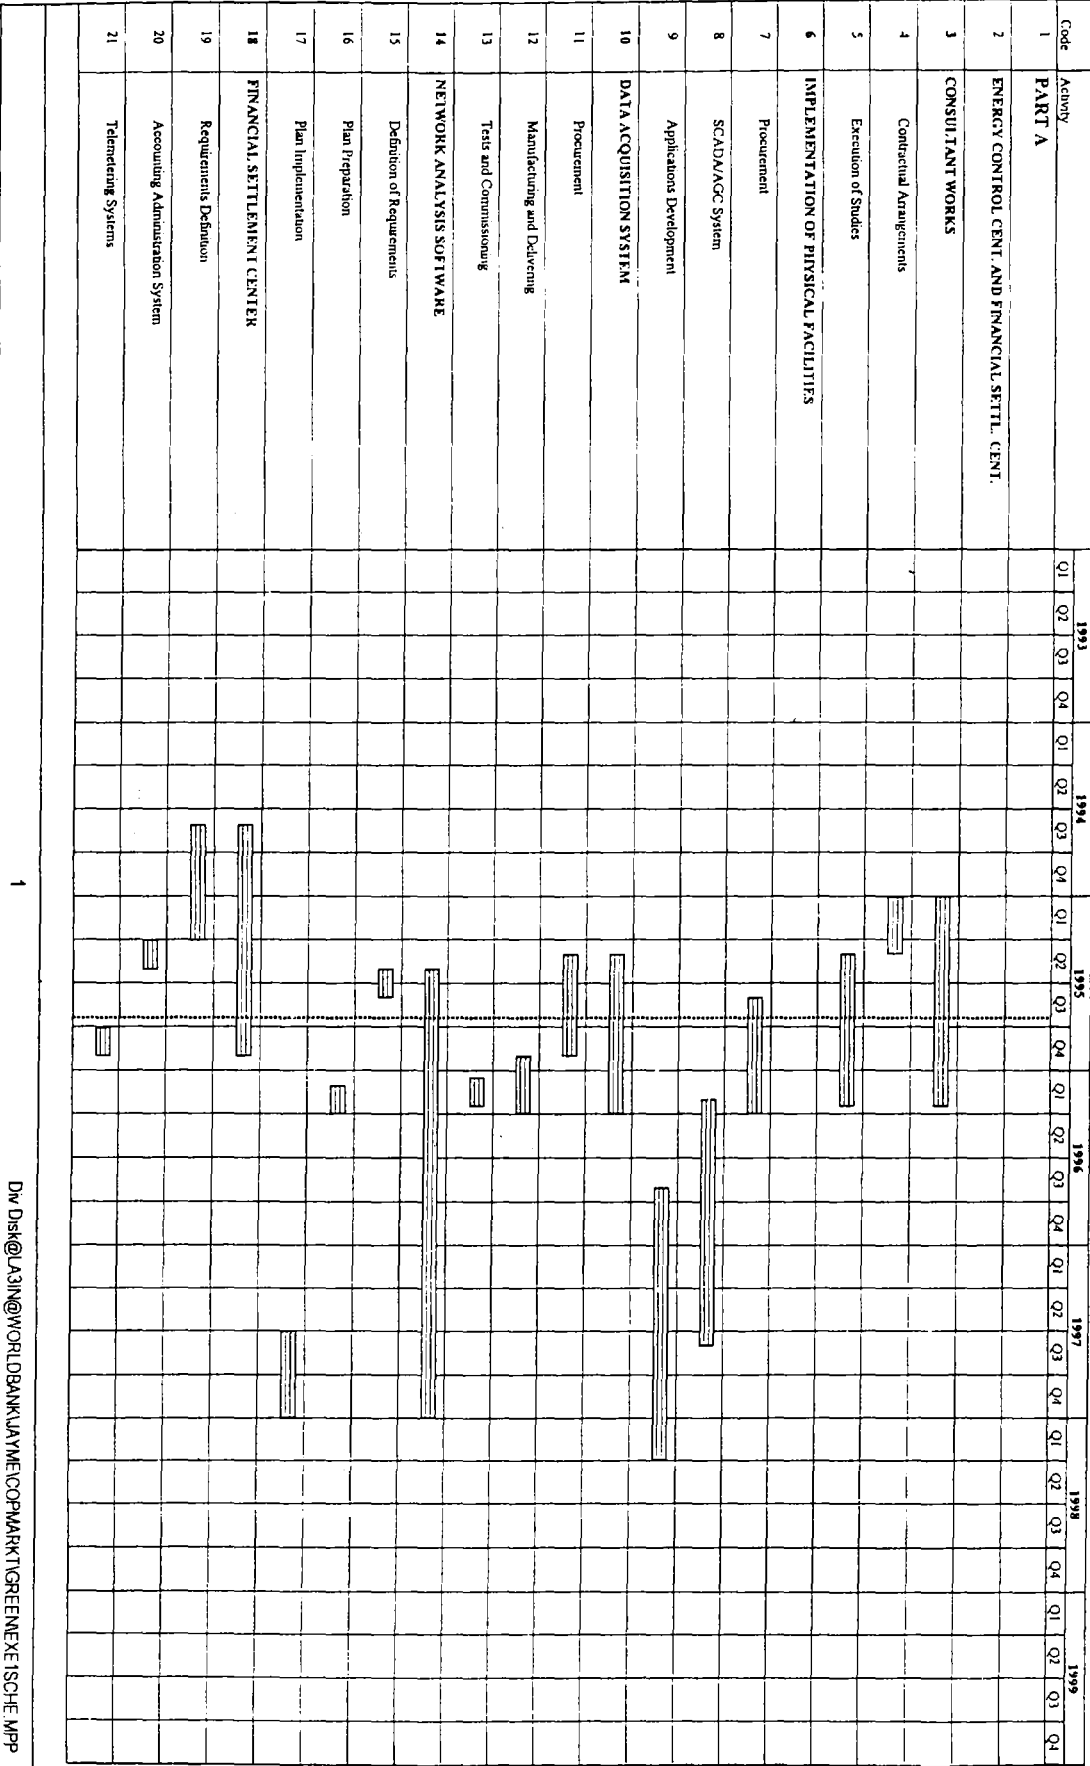 1993 1994 1995 1996 1997 1998 1999
Code Activity Q1 Q2 Q3 Q4 Q1 Q2 Q3 Q4 Q1 Q2 Q3 Q4 Q1 Q2 Q3 Q4 Q1 Q2 Q3 Q4 Q1 Q2 Q3 Q4 Q1 Q2 Q3 Q4
1 PART A
2 ENERGY CONTROL CENT. AND FINANCIAL SETTL. CENT.
3 CONSULTANT WORKS
4 Contractual Arrangements
5 Execution of Studies
6 IMPLEMENTATION OF PHYSICAL FACILITIES
7 Procurement
8 SCADA/AGC System
9 Applications Development
10 DATA ACQUISITION SYSTEM
11 Procurement
12 Manufacturing and Delivering
13 Tests and Commissioning
14 NETWORK ANALYSIS SOFTWARE
15 Definition of Requirements
16 Plan Preparation
17 Plan Implementation
18 FINANCIAL SETTLEMENT CENTER
19 Requirements Definition
20 Accounting Administration System
21 Telemetering Systems
1
Div Disk@LA3IN@WORLDBANK\JAYME\COPMARKT\GREEN\EXE1SCHE.MPP